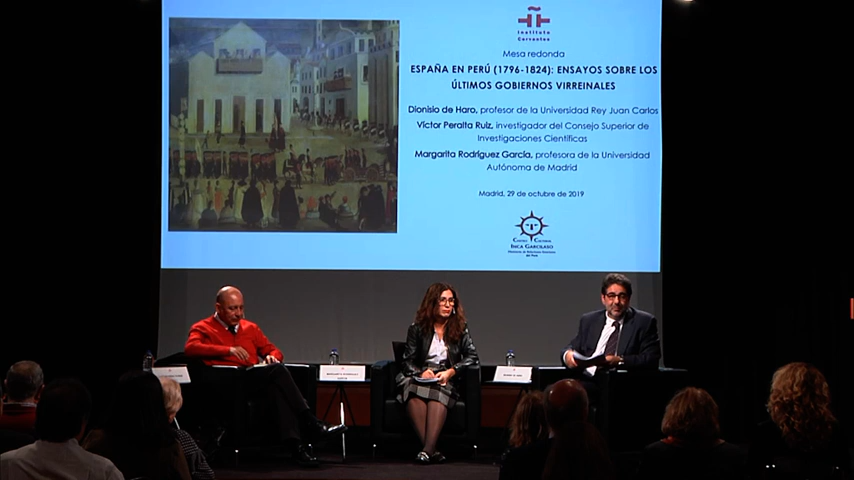 Instituto
Cervantes
Mesa redonda
ESPAÑA EN PERÚ (1796-1824): ENSAYOS SOBRE LOS
ÚLTIMOS GOBIERNOS VIRREINALES
Dionisio de Haro, profesor de la Universidad Rey Juan Carlos
Víctor Peralta Ruiz, investigador del Consejo Superior de
Investigaciones Científicas
Margarita Rodríguez García, profesora de la Universidad
Autónoma de Madrid
Madrid, 29 de octubre de 2019
Centro Cultural
Inca Garcilaso